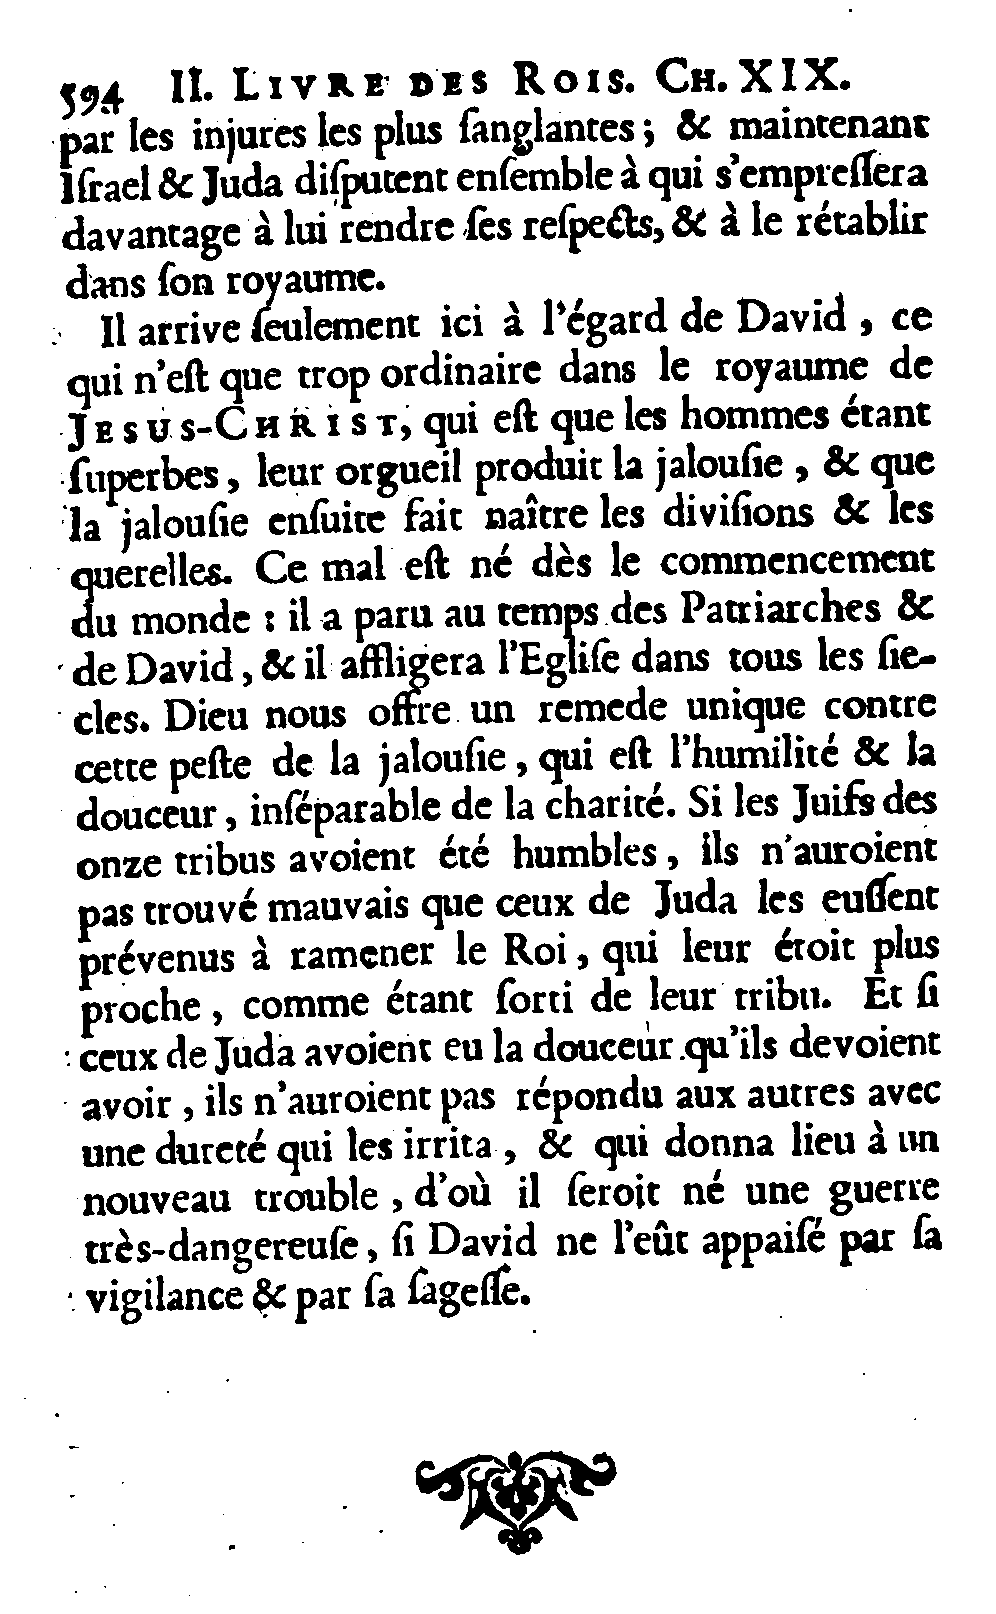 594 II. LIVRE DES ROIS. CH. XIX.
par les injures les plus ſanglantes ; & maintenant
Iſrael & Juda diſputent enſemble à qui s'empreſſera
davantage à lui rendre ſes reſpects, & à le rétablir
dans ſon royaume.
Il arrive ſeulement ici à l'égard de David , ce
qui n'eſt que trop ordinaire dans le royaume de
JESUS-CHRIST, qui eſt que les hommes étant
ſuperbes , leur orgueil produit la jalouſie , & que
la jalouſie enſuite fait naître les diviſions & les
querelles. Ce mal eſt né dès le commencement
du monde : il a paru au temps des Patriarches &
de David , & il affligera l'Egliſe dans tous les ſie-
cles. Dieu nous offre un remede unique contre
cette peſte de la jalouſie , qui eſt l'humilité & la
douceur , inſéparable de la charité. Si les Juifs des
onze tribus avoient été humbles , ils n'auroient
pas trouvé mauvais que ceux de Juda les euſſent
prévenus à ramener le Roi , qui leur étoit plus
proche , comme étant ſorti de leur tribu. Et ſi
ceux de Juda avoient eu la douceur qu'ils devoient
avoir , ils n'auroient pas répondu aux autres avec
une dureté qui les irrita , & qui donna lieu à un
nouveau trouble , d'où il ſeroit né une guerre
très-dangereuſe , ſi David ne l'eût appaiſé par ſa
vigilance & par ſa ſageſſe.